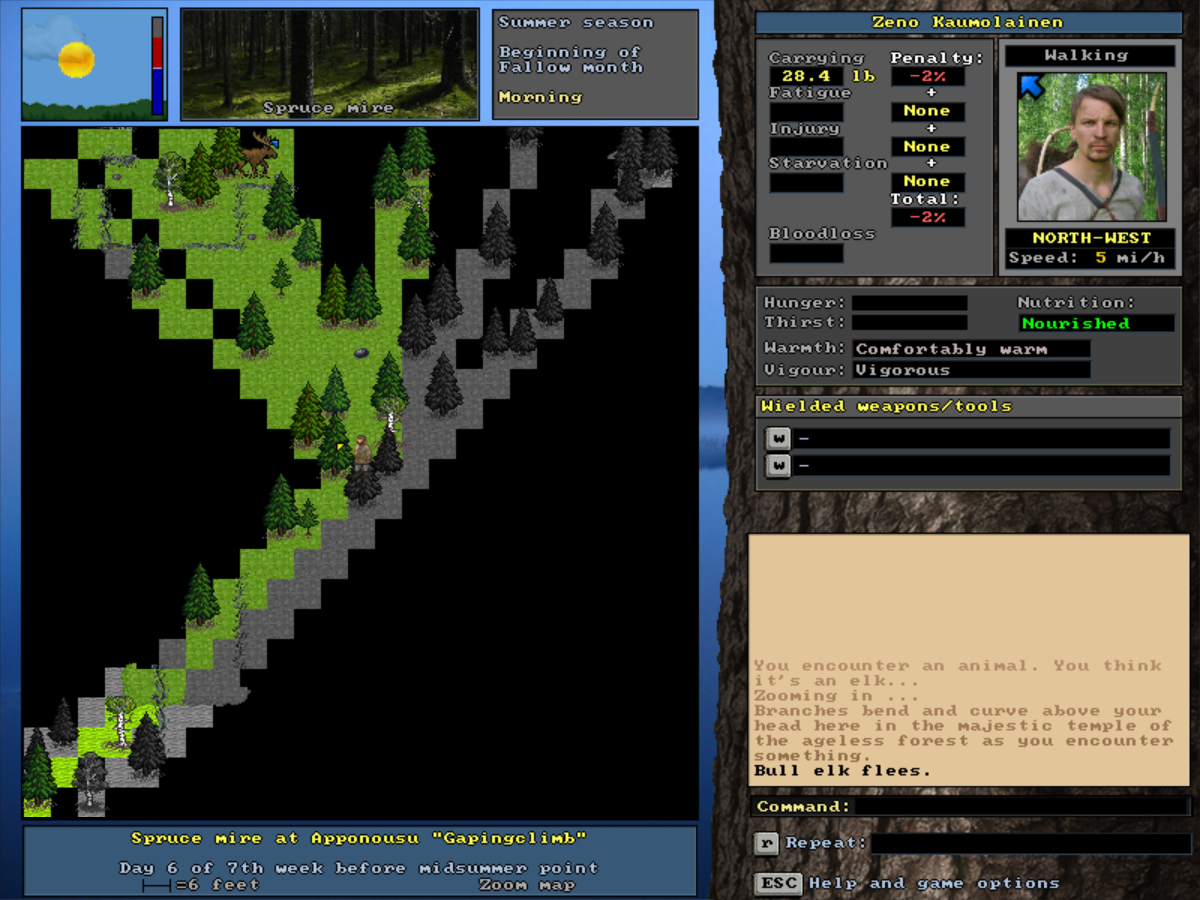 Spruce mire
Summer season
Beginning of
Fallow month
Morning
Spruce mire at Apponousu "Gapingclimb"
Day 6 of 7th week before midsummer point
=6 feet
Zoom map
Zeno Kaumolainen
Carrying
28.4 lb
Fatigue
Injury
Starvation
Bloodloss
Penalty:
-2%
+
None
+
None
+
None
Total:
-2%
Walking
NORTH-WEST
Speed: 5 mi/h
Hunger:
Thirst:
Nutrition:
Nourished
Warmth: Comfortably warm
Vigour: Vigorous
Wielded weapons/tools
w -
w -
You encounter an animal. You think
it's an elk...
Zooming in ...
Branches bend and curve above your
head here in the majestic temple of
the ageless forest as you encounter
something.
Bull elk flees.
Command:
r Repeat:
ESC Help and game options